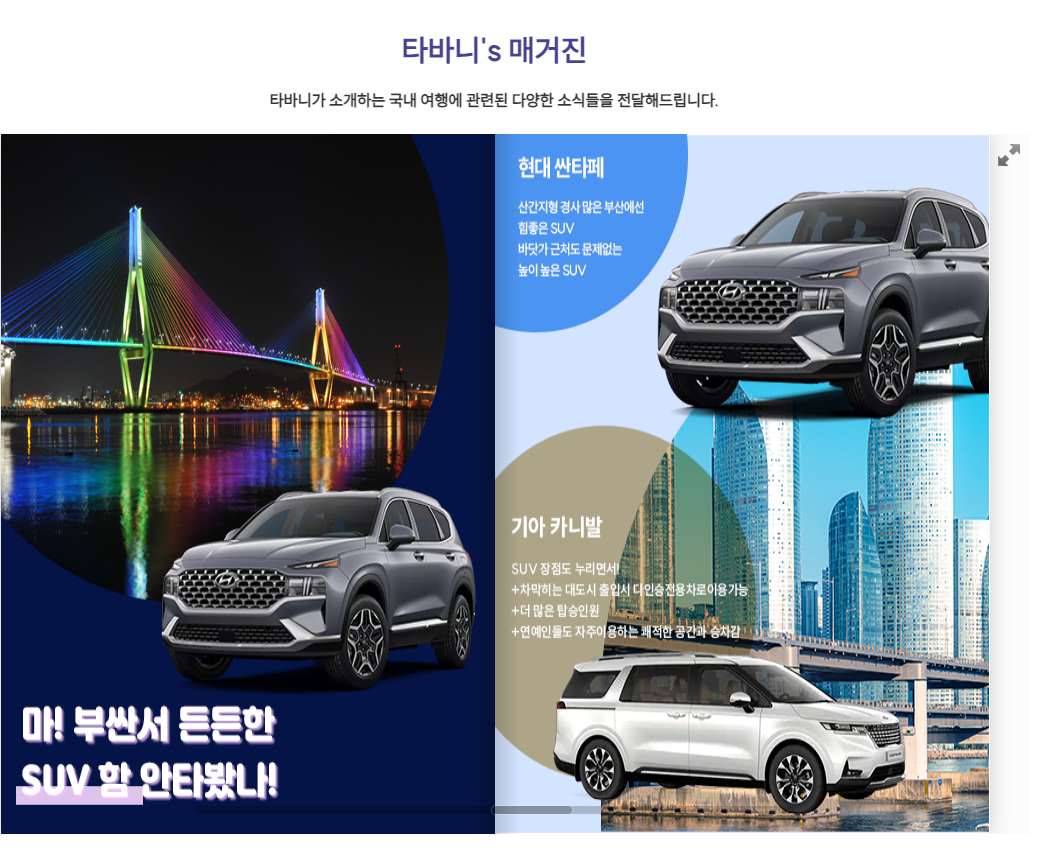 타바니's 매거진
타바니가 소개하는 국내 여행에 관련된 다양한 소식들을 전달해드립니다.
마! 부싼서 든든한
SUV 함 안타봤나!
현대 싼타페
산간지형 경사 많은 부산에선
힘좋은 SUV
바닷가 근처도 문제없는
높이 높은 SUV
기아 카니발
SUV 장점도 누리면서!
+차막히는 대도시 출입시 다인승전용차로이용가능
+더 많은 탑승인원
+연예인들도 자주이용하는 쾌적한 공간과 승차감